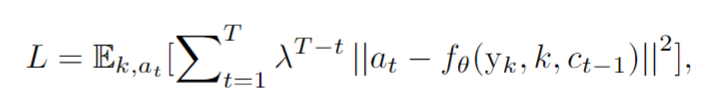 L = 𝔼_{k,a_t}[∑_{t=1}^{T} λ^{T−t} ||a_t − f_θ(y_k, k, c_{t−1})||^2],